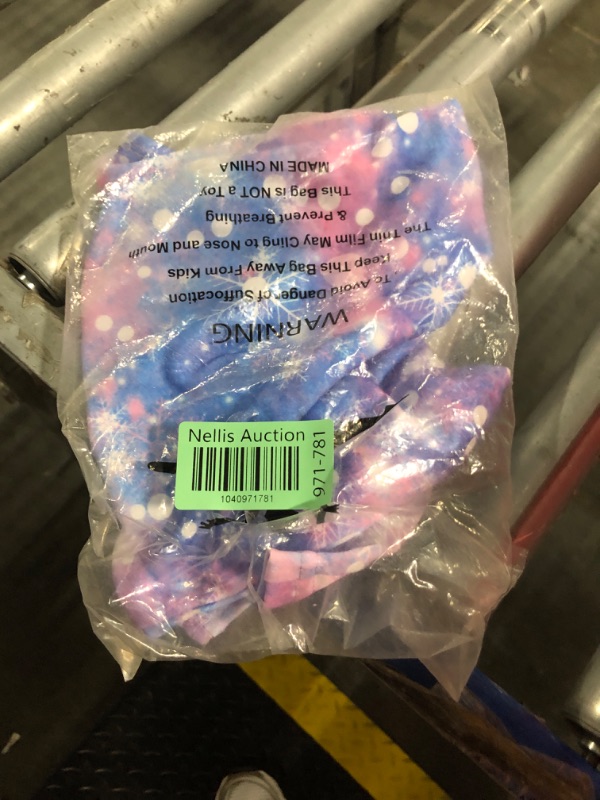 WARNING
To Avoid Danger of Suffocation
Keep This Bag Away From Kids
The Thin Film May Cling to Nose and Mouth
& Prevent Breathing
This Bag is NOT a Toy
MADE IN CHINA
Nellis Auction
1040971781
971-781